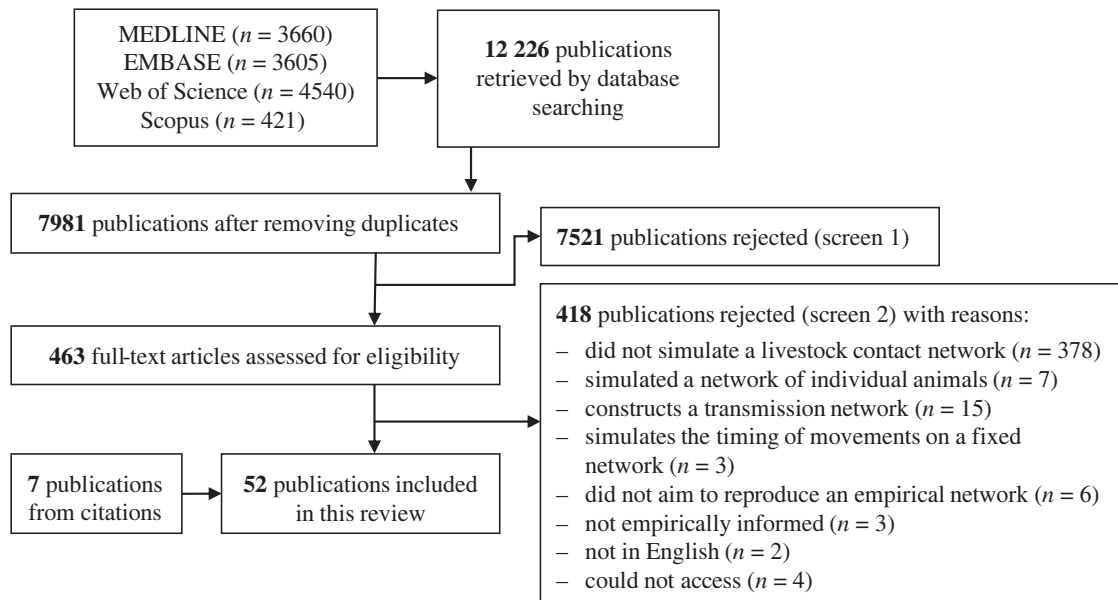 MEDLINE (n = 3660)
EMBASE (n = 3605)
Web of Science (n = 4540)
Scopus (n = 421)
12 226 publications
retrieved by database
searching
7981 publications after removing duplicates
7521 publications rejected (screen 1)
463 full-text articles assessed for eligibility
418 publications rejected (screen 2) with reasons:
– did not simulate a livestock contact network (n = 378)
– simulated a network of individual animals (n = 7)
– constructs a transmission network (n = 15)
– simulates the timing of movements on a fixed
network (n = 3)
– did not aim to reproduce an empirical network (n = 6)
– not empirically informed (n = 3)
– not in English (n = 2)
– could not access (n = 4)
7 publications
from citations
52 publications included
in this review